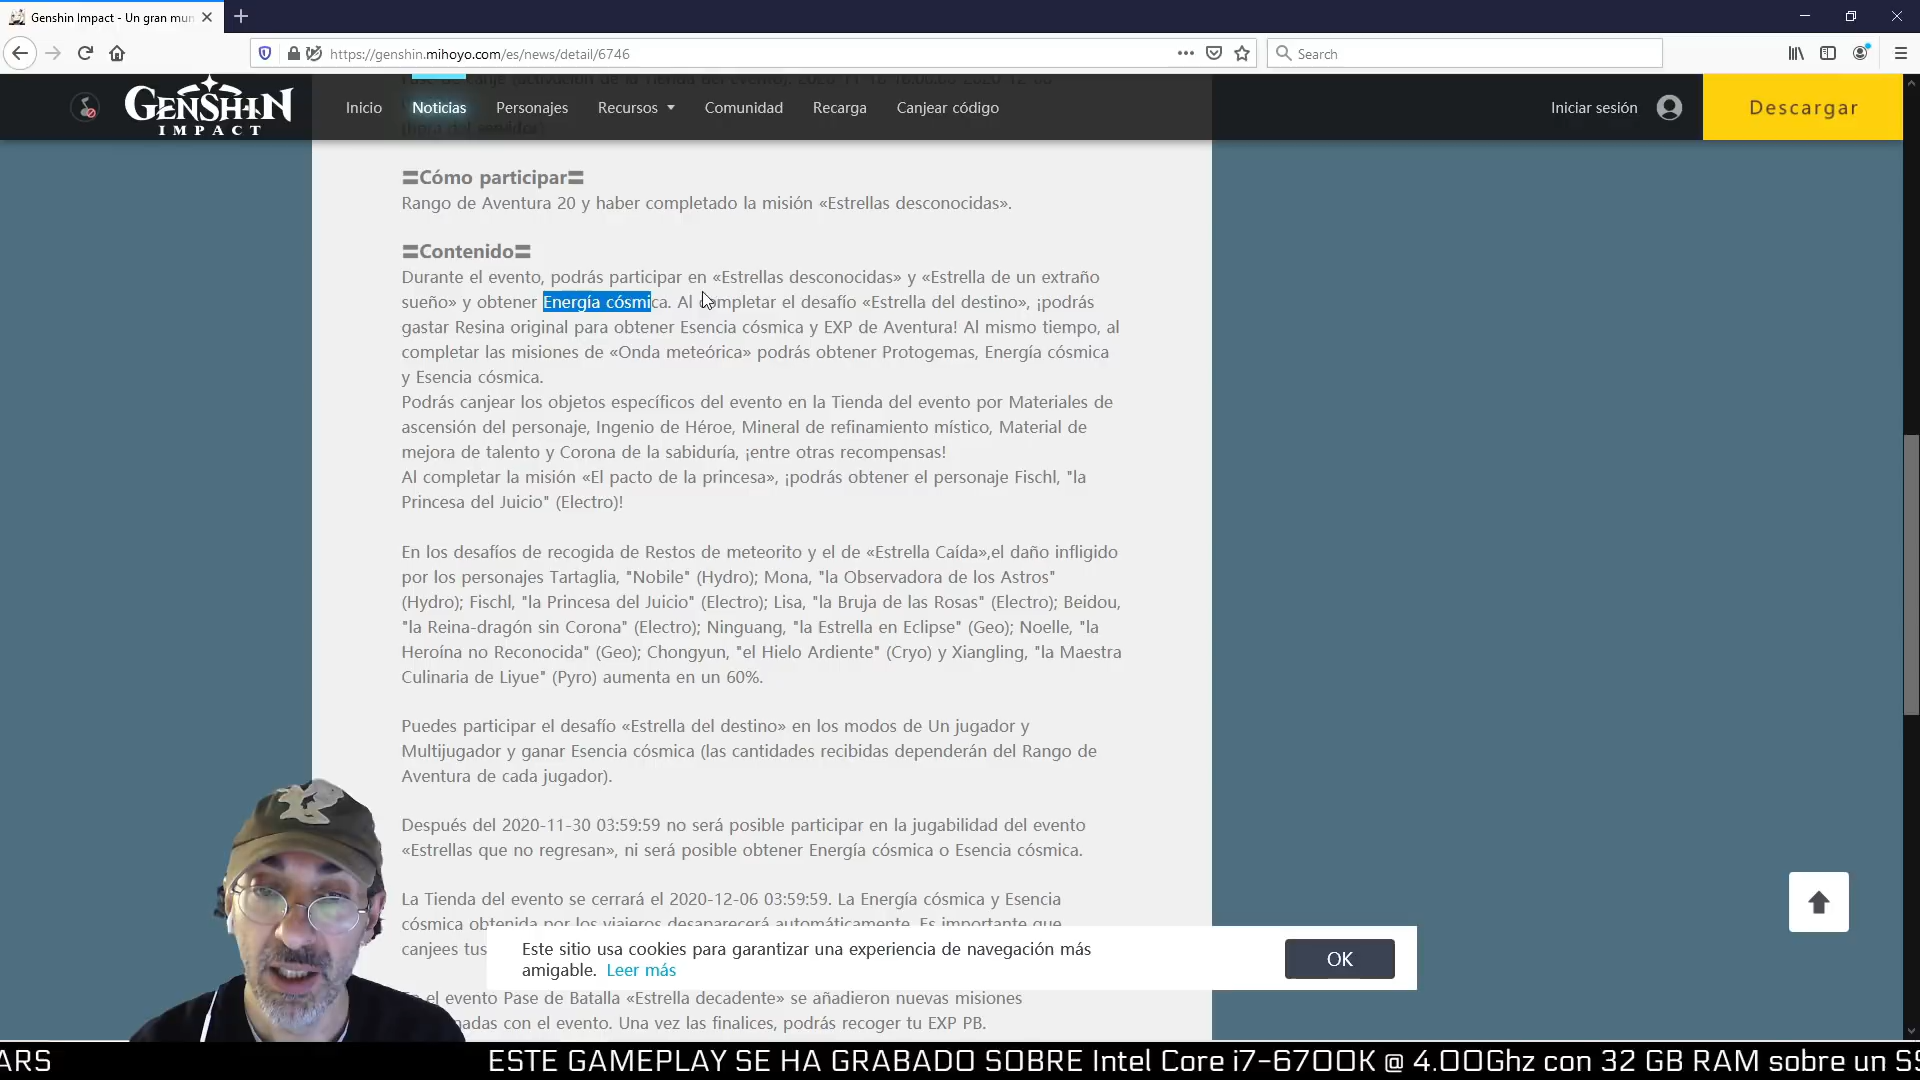 Genshin Impact - Un gran mun
https://genshin.mihoyo.com/es/news/detail/6746
Search
GENSHIN
IMPACT
Inicio
Noticias
Personajes
Recursos
Comunidad
Recarga
Canjear código
Iniciar sesión
Descargar
〓Cómo participar〓
Rango de Aventura 20 y haber completado la misión «Estrellas desconocidas».
〓Contenido〓
Durante el evento, podrás participar en «Estrellas desconocidas» y «Estrella de un extraño
sueño» y obtener Energía cósmica. Al completar el desafío «Estrella del destino», ¡podrás
gastar Resina original para obtener Esencia cósmica y EXP de Aventura! Al mismo tiempo, al
completar las misiones de «Onda meteórica» podrás obtener Protogemas, Energía cósmica
y Esencia cósmica.
Podrás canjear los objetos específicos del evento en la Tienda del evento por Materiales de
ascensión del personaje, Ingenio de Héroe, Mineral de refinamiento místico, Material de
mejora de talento y Corona de la sabiduría, ¡entre otras recompensas!
Al completar la misión «El pacto de la princesa», ¡podrás obtener el personaje Fischl, "la
Princesa del Juicio" (Electro)!
En los desafíos de recogida de Restos de meteorito y el de «Estrella Caída»,el daño infligido
por los personajes Tartaglia, "Nobile" (Hydro); Mona, "la Observadora de los Astros"
(Hydro); Fischl, "la Princesa del Juicio" (Electro); Lisa, "la Bruja de las Rosas" (Electro); Beidou,
"la Reina-dragón sin Corona" (Electro); Ninguang, "la Estrella en Eclipse" (Geo); Noelle, "la
Heroína no Reconocida" (Geo); Chongyun, "el Hielo Ardiente" (Cryo) y Xiangling, "la Maestra
Culinaria de Liyue" (Pyro) aumenta en un 60%.
Puedes participar el desafío «Estrella del destino» en los modos de Un jugador y
Multijugador y ganar Esencia cósmica (las cantidades recibidas dependerán del Rango de
Aventura de cada jugador).
Después del 2020-11-30 03:59:59 no será posible participar en la jugabilidad del evento
«Estrellas que no regresan», ni será posible obtener Energía cósmica o Esencia cósmica.
La Tienda del evento se cerrará el 2020-12-06 03:59:59. La Energía cósmica y Esencia
cósmica obtenida por los viajeros desaparecerá automáticamente. Es importante que
canjees tus
Este sitio usa cookies para garantizar una experiencia de navegación más
amigable. Leer más
OK
el evento Pase de Batalla «Estrella decadente» se añadieron nuevas misiones
nadas con el evento. Una vez las finalices, podrás recoger tu EXP PB.
ARS ESTE GAMEPLAY SE HA GRABADO SOBRE Intel Core i7-6700K @ 4.00Ghz con 32 GB RAM sobre un SS